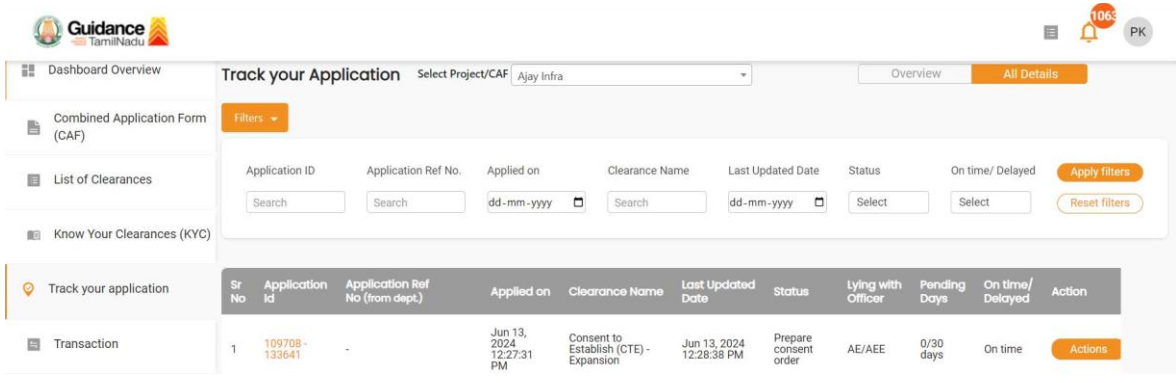 Guidance
TamilNadu
1063
PK
Dashboard Overview
Track your Application Select Project/CAF Ajay Infra Overview All Details
Combined Application Form
(CAF)
Filters
List of Clearances
Application ID Application Ref No. Applied on Clearance Name Last Updated Date Status On time/ Delayed Apply filters
Search Search dd-mm-yyyy Search dd-mm-yyyy Select Select Reset filters
Know Your Clearances (KYC)
Track your application
Sr
No
Application
Id
Application Ref
No (from dept.)
Applied on
Clearance Name
Last Updated
Date
Status
Lying with
Officer
Pending
Days
On time/
Delayed
Action
Transaction
1
109708 -
133641
-
Jun 13,
2024
12:27:31
PM
Consent to
Establish (CTE) -
Expansion
Jun 13, 2024
12:28:38 PM
Prepare
consent
order
AE/AEE
0/30
days
On time
Actions